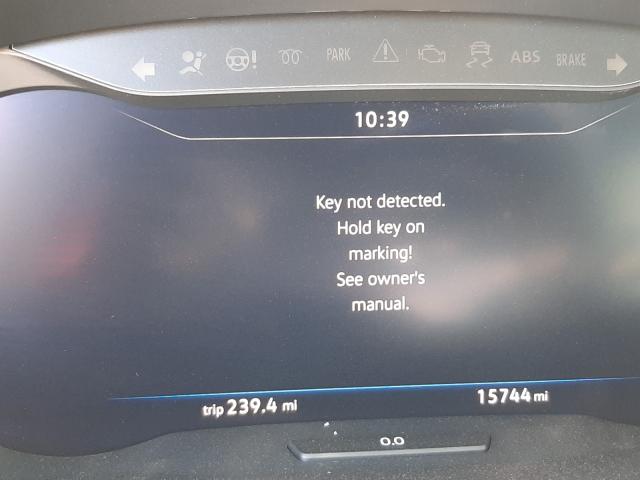 PARK ABS BRAKE
10:39
Key not detected.
Hold key on
marking!
See owner's
manual.
trip 239.4 mi 15744 mi
0.0